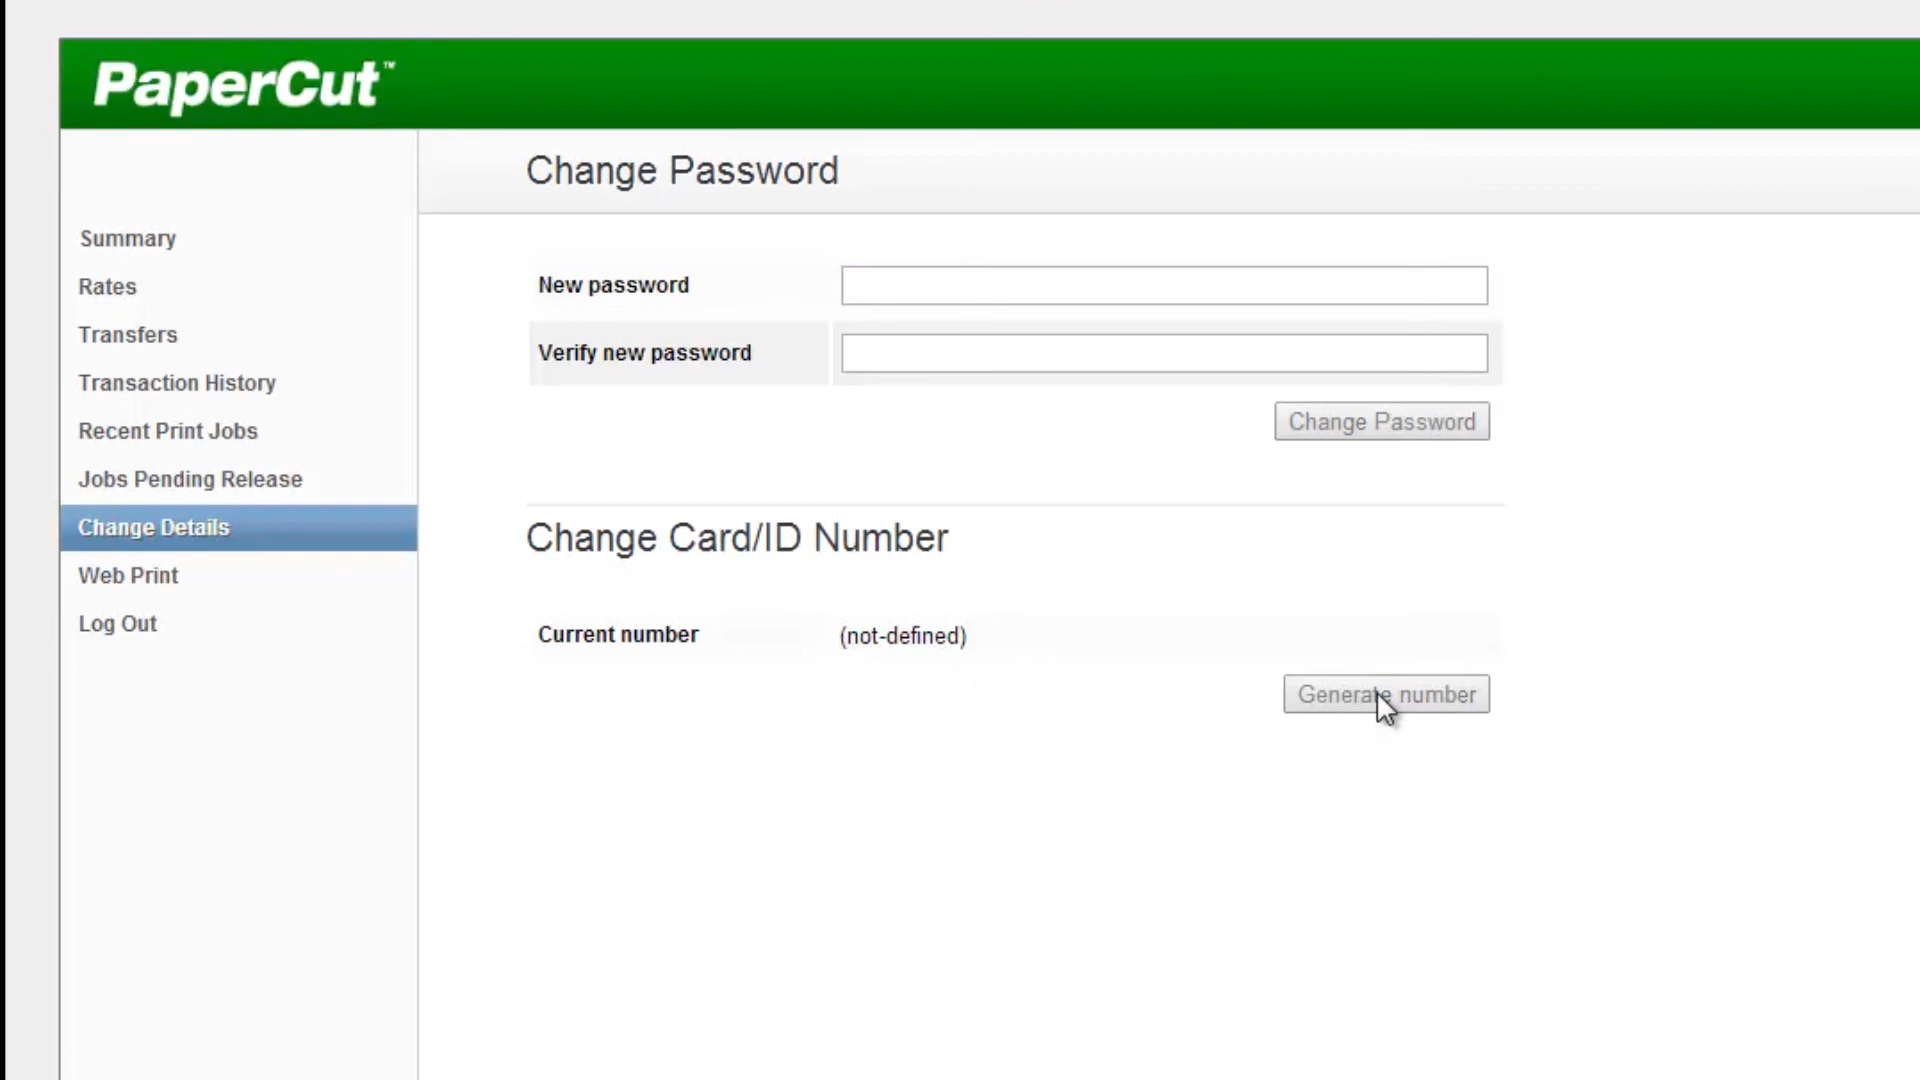 PaperCut™
Change Password
Summary
Rates
Transfers
Transaction History
Recent Print Jobs
Jobs Pending Release
Change Details
Web Print
Log Out
New password
Verify new password
Change Password
Change Card/ID Number
Current number (not-defined)
Generate number